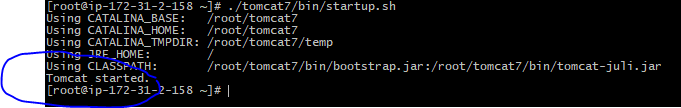 [root@ip-172-31-2-158 ~]# ./tomcat7/bin/startup.sh
Using CATALINA_BASE:   /root/tomcat7
Using CATALINA_HOME:   /root/tomcat7
Using CATALINA_TMPDIR: /root/tomcat7/temp
Using JRE_HOME:        /
Using CLASSPATH:       /root/tomcat7/bin/bootstrap.jar:/root/tomcat7/bin/tomcat-juli.jar
Tomcat started.
[root@ip-172-31-2-158 ~]#